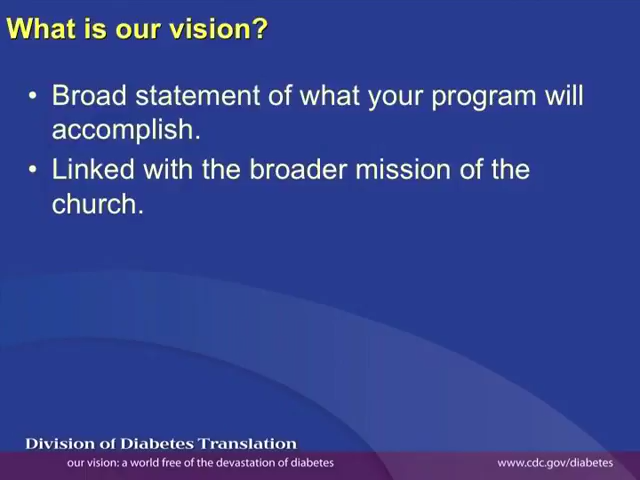 What is our vision?
• Broad statement of what your program will
accomplish.
• Linked with the broader mission of the
church.
Division of Diabetes Translation
our vision: a world free of the devastation of diabetes
www.cdc.gov/diabetes